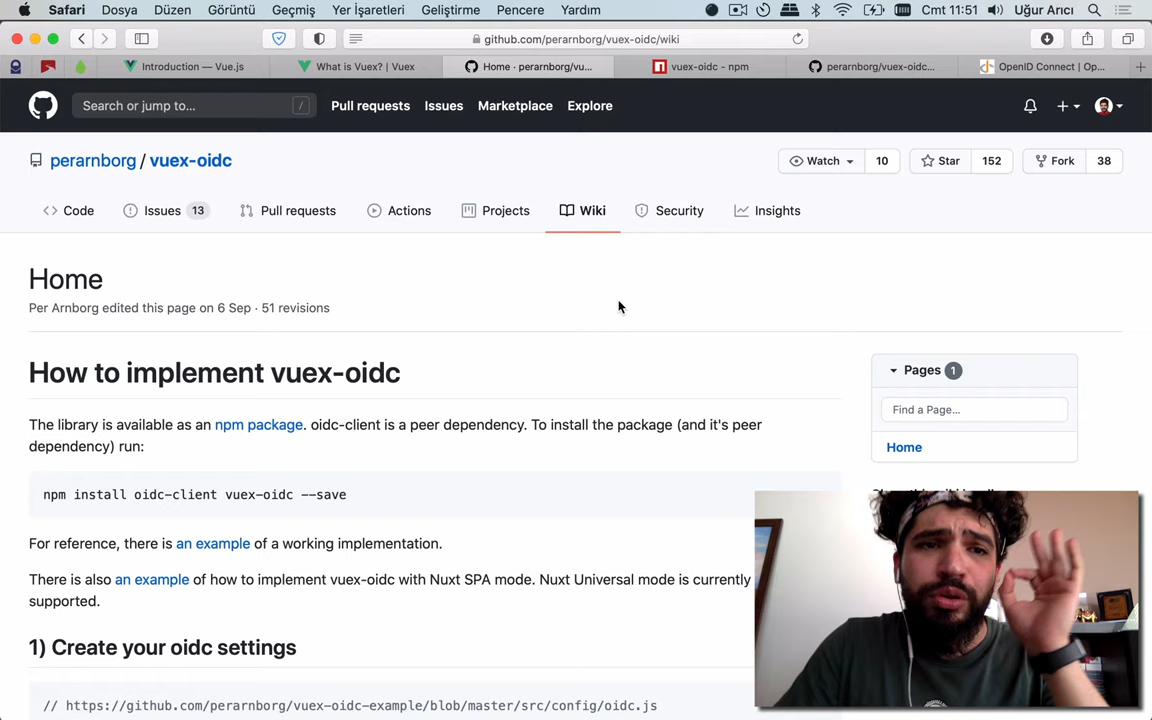 Safari Dosya Düzen Görüntü Geçmiş Yer İşaretleri Geliştirme Pencere Yardım Cmt 11:51 Uğur Arıcı
github.com/perarnborg/vuex-oidc/wiki
Introduction — Vue.js What is Vuex? | Vuex Home · perarnborg/vu... vuex-oidc - npm perarnborg/vuex-oidc... OpenID Connect | Op...
Search or jump to... / Pull requests Issues Marketplace Explore
perarnborg / vuex-oidc Watch 10 Star 152 Fork 38
Code Issues 13 Pull requests Actions Projects Wiki Security Insights
Home
Per Arnborg edited this page on 6 Sep · 51 revisions
How to implement vuex-oidc
Pages 1
Find a Page...
Home
The library is available as an npm package. oidc-client is a peer dependency. To install the package (and it's peer
dependency) run:
npm install oidc-client vuex-oidc --save
For reference, there is an example of a working implementation.
There is also an example of how to implement vuex-oidc with Nuxt SPA mode. Nuxt Universal mode is currently
supported.
1) Create your oidc settings
// https://github.com/perarnborg/vuex-oidc-example/blob/master/src/config/oidc.js